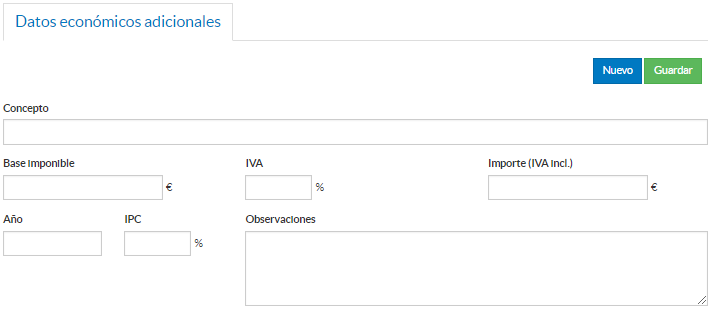 Datos económicos adicionales
Nuevo Guardar
Concepto
Base imponible IVA Importe (IVA incl.)
€ % €
Año IPC Observaciones
%